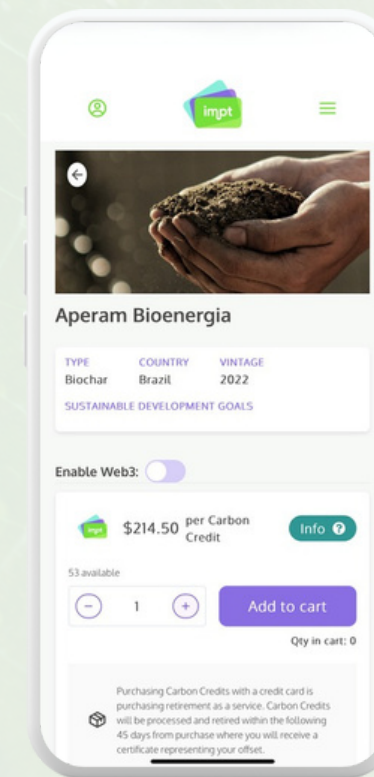 impt
Aperam Bioenergia
TYPE COUNTRY VINTAGE
Biochar Brazil 2022
SUSTAINABLE DEVELOPMENT GOALS
Enable Web3:
impt $214.50 per Carbon Credit Info ?
53 available
- 1 + Add to cart
Qty in cart: 0
Purchasing Carbon Credits with a credit card is
purchasing retirement as a service. Carbon Credits
will be processed and retired within the following
45 days from purchase where you will receive a
certificate representing your offset.